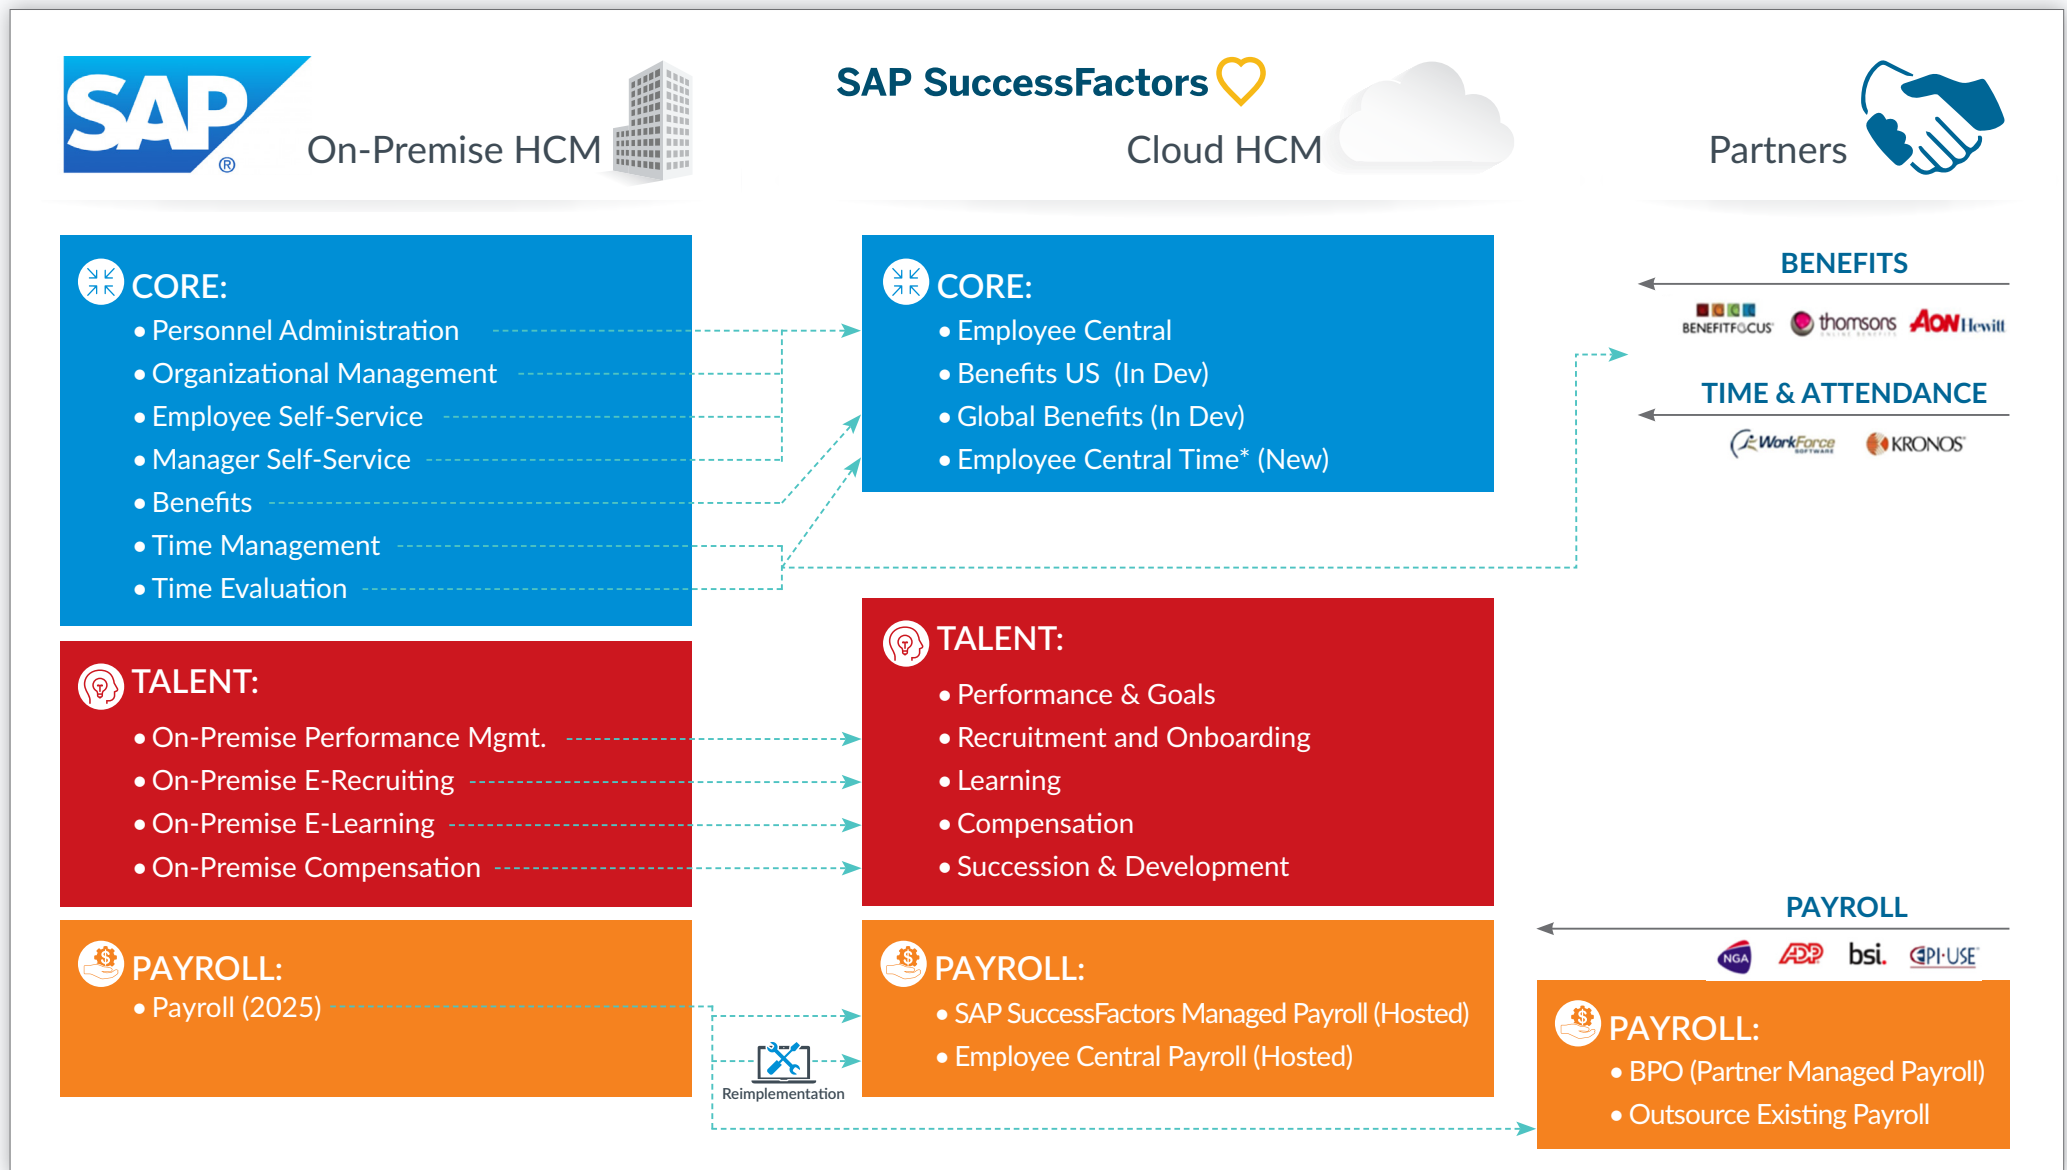 SAP®
On-Premise HCM
SAP SuccessFactors
Cloud HCM
Partners
CORE:
• Personnel Administration
• Organizational Management
• Employee Self-Service
• Manager Self-Service
• Benefits
• Time Management
• Time Evaluation
TALENT:
• On-Premise Performance Mgmt.
• On-Premise E-Recruiting
• On-Premise E-Learning
• On-Premise Compensation
PAYROLL:
• Payroll (2025)
Reimplementation
CORE:
• Employee Central
• Benefits US (In Dev)
• Global Benefits (In Dev)
• Employee Central Time* (New)
TALENT:
• Performance & Goals
• Recruitment and Onboarding
• Learning
• Compensation
• Succession & Development
PAYROLL:
• SAP SuccessFactors Managed Payroll (Hosted)
• Employee Central Payroll (Hosted)
BENEFITS
BENEFITFOCUS
thomsons
ONLINE BENEFITS
AON Hewitt
TIME & ATTENDANCE
WorkForce
SOFTWARE
KRONOS
PAYROLL
NGA
ADP
bsi.
EPI-USE
PAYROLL:
• BPO (Partner Managed Payroll)
• Outsource Existing Payroll